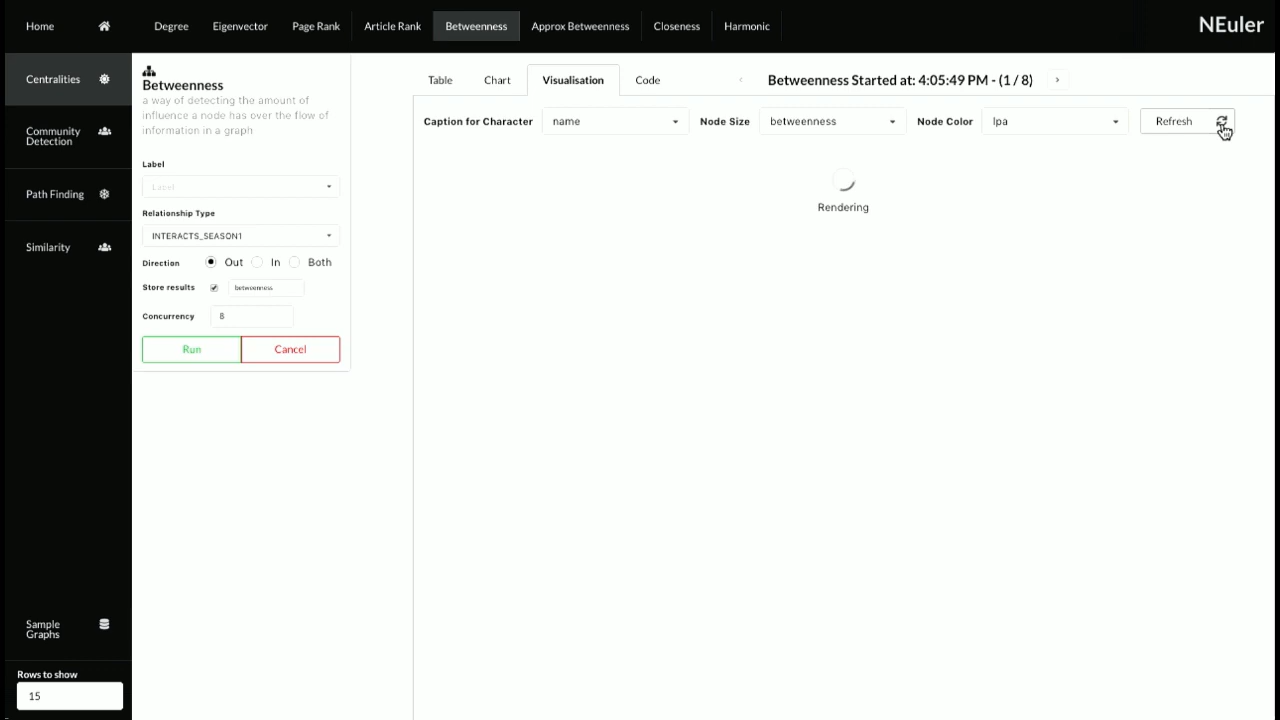 Home
Degree
Eigenvector
Page Rank
Article Rank
Betweenness
Approx Betweenness
Closeness
Harmonic
NEuler
Centralities
Community
Detection
Path Finding
Similarity
Sample
Graphs
Rows to show
15
Betweenness
a way of detecting the amount of
influence a node has over the flow of
information in a graph
Label
Label
Relationship Type
INTERACTS_SEASON1
Direction Out In Both
Store results betweenness
Concurrency 8
Run Cancel
Table Chart Visualisation Code
Betweenness Started at: 4:05:49 PM - (1 / 8)
Caption for Character name Node Size betweenness Node Color lpa Refresh
Rendering